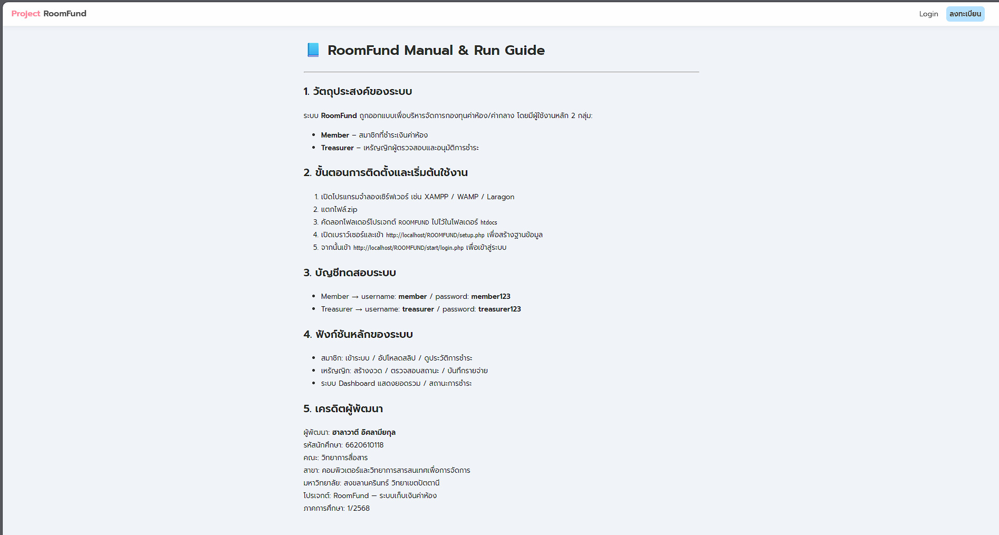 Project RoomFund
Login
ลงทะเบียน
RoomFund Manual & Run Guide
1. วัตถุประสงค์ของระบบ
ระบบ RoomFund ถูกออกแบบเพื่อบริหารจัดการกองทุนค่าห้อง/ค่ากลาง โดยมีผู้ใช้งานหลัก 2 กลุ่ม:
• Member – สมาชิกที่ชำระเงินค่าห้อง
• Treasurer – เหรัญญิกผู้ตรวจสอบและอนุมัติการชำระ
2. ขั้นตอนการติดตั้งและเริ่มต้นใช้งาน
1. เปิดโปรแกรมจำลองเซิร์ฟเวอร์ เช่น XAMPP / WAMP / Laragon
2. แตกไฟล์.zip
3. คัดลอกโฟลเดอร์โปรเจกต์ ROOMFUND ไปไว้ในโฟลเดอร์ htdocs
4. เปิดเบราว์เซอร์และเข้า http://localhost/ROOMFUND/setup.php เพื่อสร้างฐานข้อมูล
5. จากนั้นเข้า http://localhost/ROOMFUND/start/login.php เพื่อเข้าสู่ระบบ
3. บัญชีทดสอบระบบ
• Member → username: member / password: member123
• Treasurer → username: treasurer / password: treasurer123
4. ฟังก์ชันหลักของระบบ
• สมาชิก: เข้าระบบ / อัปโหลดสลิป / ดูประวัติการชำระ
• เหรัญญิก: สร้างงวด / ตรวจสอบสถานะ / บันทึกรายจ่าย
• ระบบ Dashboard แสดงยอดรวม / สถานะการชำระ
5. เครดิตผู้พัฒนา
ผู้พัฒนา: ฮาลาวาตี อิศลามียกุล
รหัสนักศึกษา: 6620610118
คณะ: วิทยาการสื่อสาร
สาขา: คอมพิวเตอร์และวิทยาการสารสนเทศเพื่อการจัดการ
มหาวิทยาลัย: สงขลานครินทร์ วิทยาเขตปัตตานี
โปรเจกต์: RoomFund — ระบบเก็บเงินค่าห้อง
ภาคการศึกษา: 1/2568